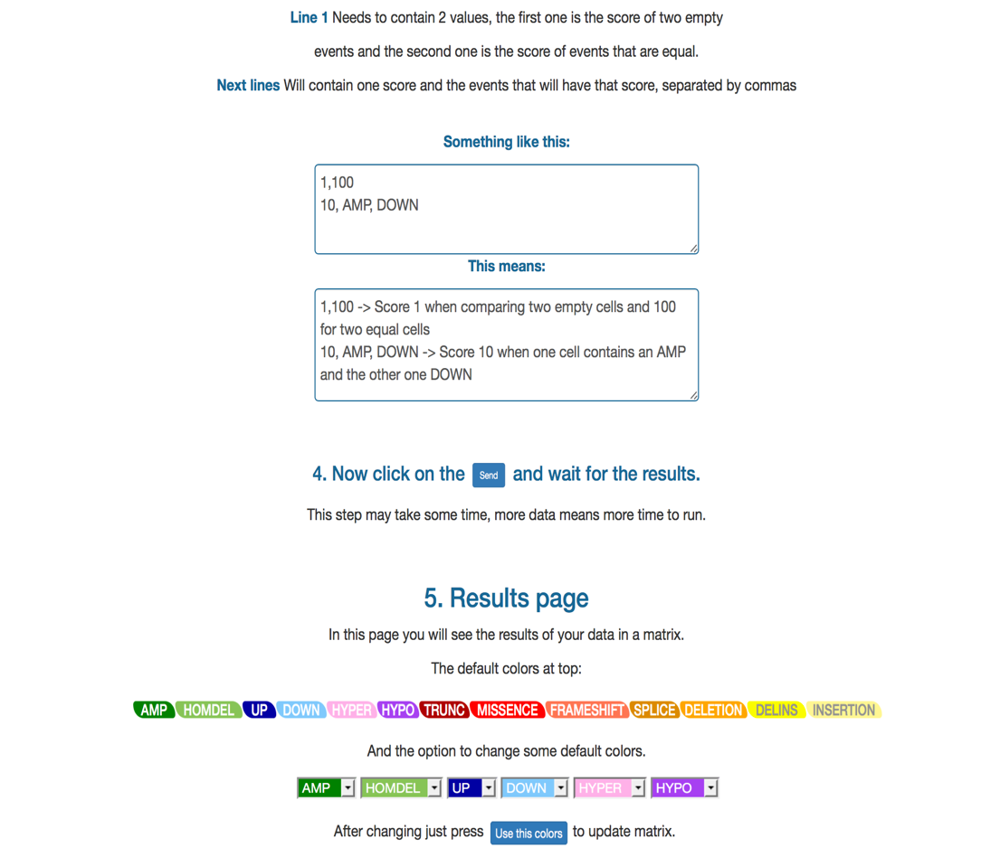 Line 1 Needs to contain 2 values, the first one is the score of two empty
events and the second one is the score of events that are equal.
Next lines Will contain one score and the events that will have that score, separated by commas
Something like this:
1,100
10, AMP, DOWN
This means:
1,100 -> Score 1 when comparing two empty cells and 100
for two equal cells
10, AMP, DOWN -> Score 10 when one cell contains an AMP
and the other one DOWN
4. Now click on the Send and wait for the results.
This step may take some time, more data means more time to run.
5. Results page
In this page you will see the results of your data in a matrix.
The default colors at top:
AMP HOMDEL UP DOWN HYPER HYPO TRUNC MISSENCE FRAMESHIFT SPLICE DELETION DELINS INSERTION
And the option to change some default colors.
AMP HOMDEL UP DOWN HYPER HYPO
After changing just press Use this colors to update matrix.